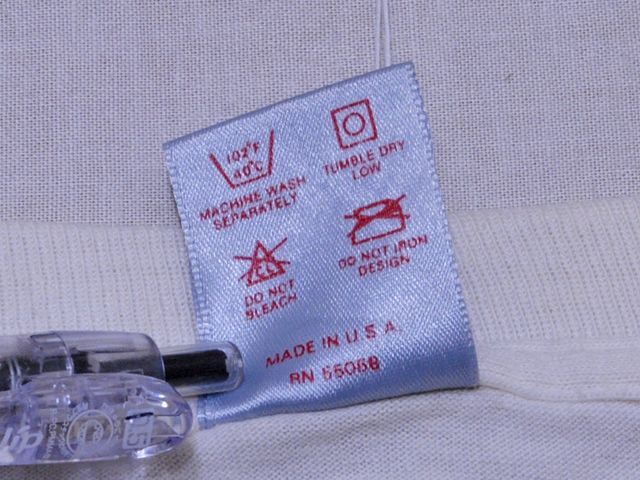 102°F
40°C
MACHINE WASH
SEPARATELY
TUMBLE DRY
LOW
CL
DO NOT
BLEACH
DO NOT IRON
DESIGN
MADE IN U.S.A.
RN 55068